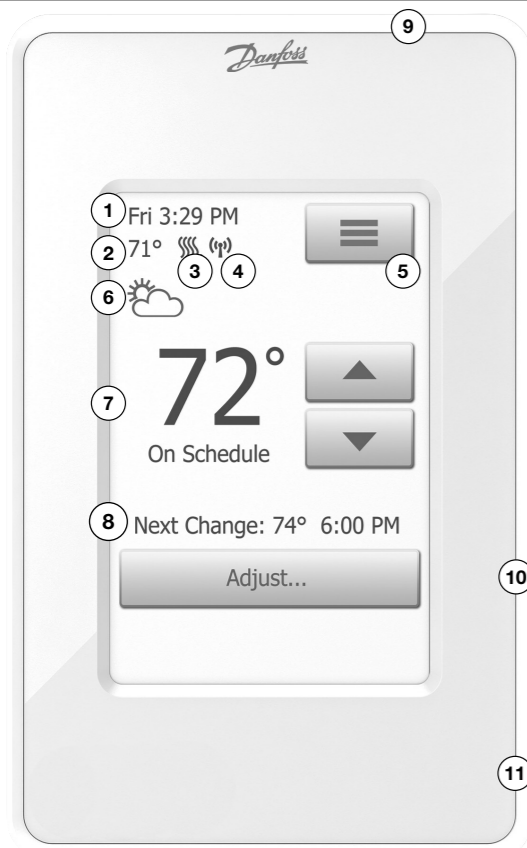 Danfoss
9
1 Fri 3:29 PM
2 71°
3 4
5
6
72°
7
On Schedule
8 Next Change: 74° 6:00 PM
Adjust...
10
11